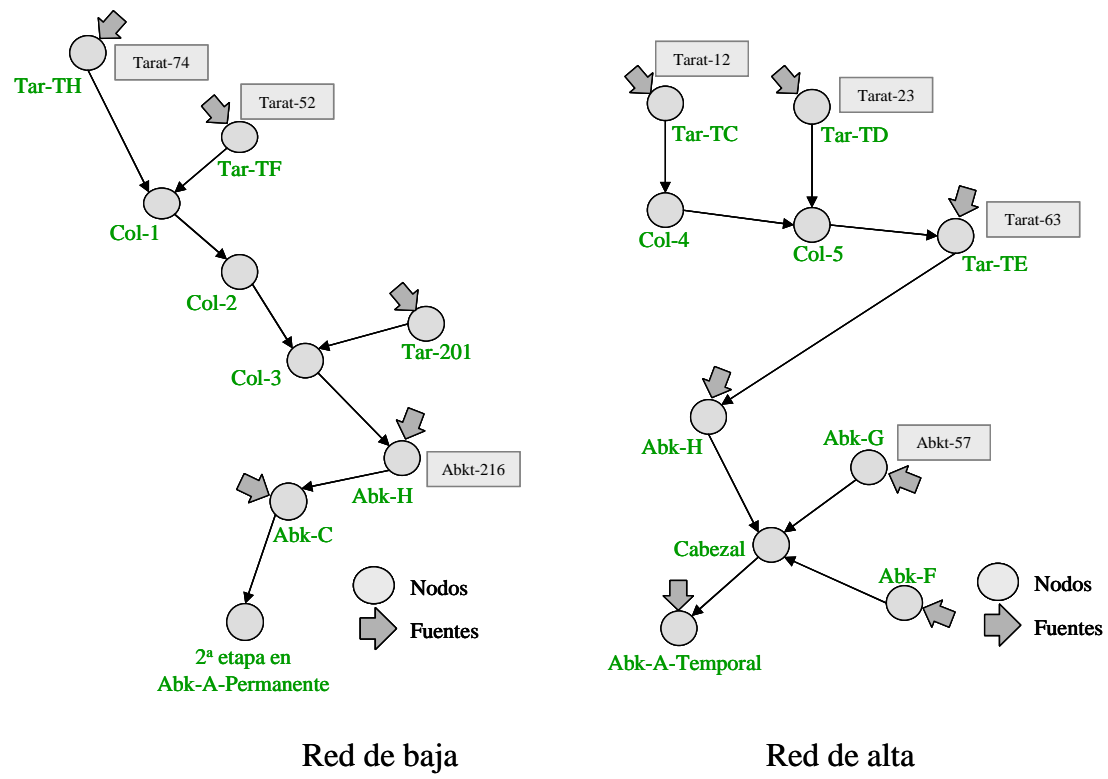 Tarat-74
Tar-TH
Tarat-52
Tar-TF
Col-1
Col-2
Tar-201
Col-3
Abkt-216
Abk-H
Abk-C
Nodos
Fuentes
2ª etapa en
Abk-A-Permanente
Red de baja
Tarat-12
Tarat-23
Tar-TC
Tar-TD
Tarat-63
Col-4
Col-5
Tar-TE
Abk-H
Abk-G
Abkt-57
Cabezal
Abk-F
Nodos
Fuentes
Abk-A-Temporal
Red de alta